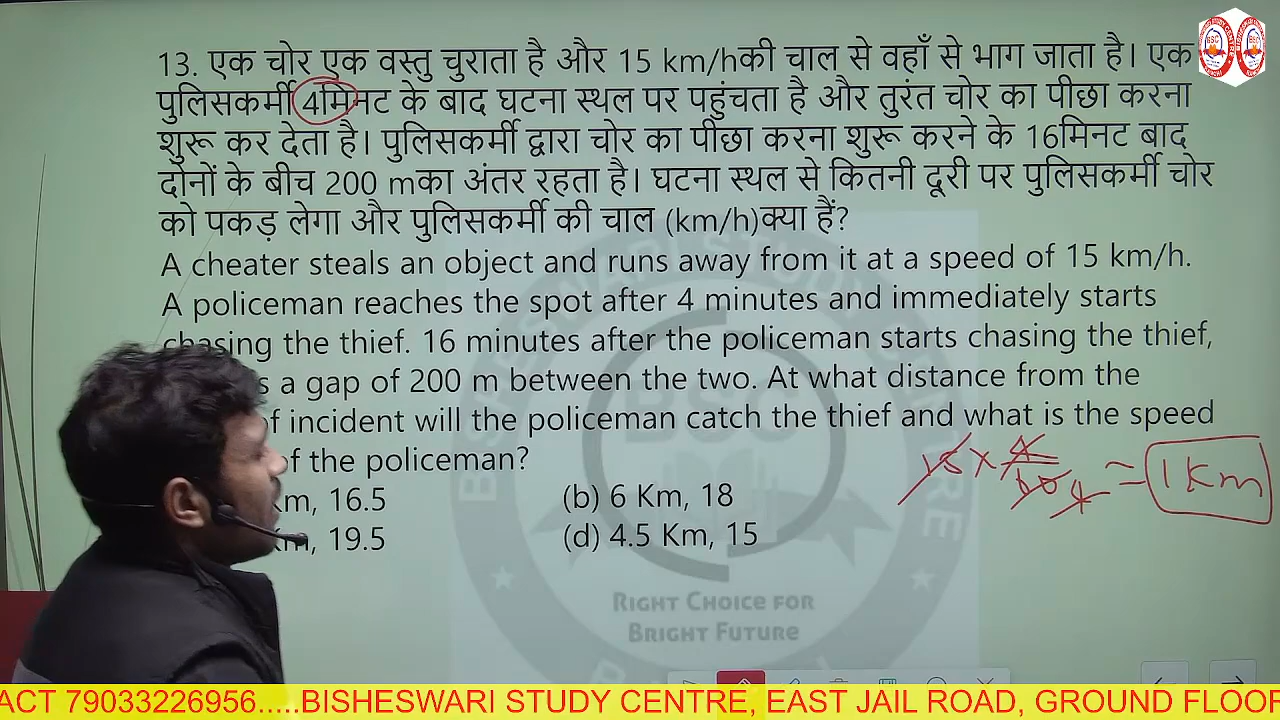 13. एक चोर एक वस्तु चुराता है और 15 km/hकी चाल से वहाँ से भाग जाता है। एक
पुलिसकर्मी 4मिनट के बाद घटना स्थल पर पहुंचता है और तुरंत चोर का पीछा करना
शुरू कर देता है। पुलिसकर्मी द्वारा चोर का पीछा करना शुरू करने के 16मिनट बाद
दोनों के बीच 200 mका अंतर रहता है। घटना स्थल से कितनी दूरी पर पुलिसकर्मी चोर
को पकड़ लेगा और पुलिसकर्मी की चाल (km/h)क्या हैं?
A cheater steals an object and runs away from it at a speed of 15 km/h.
A policeman reaches the spot after 4 minutes and immediately starts
chasing the thief. 16 minutes after the policeman starts chasing the thief,
s a gap of 200 m between the two. At what distance from the
of incident will the policeman catch the thief and what is the speed
of the policeman?
15 × 4/60 4 = 1 Km
Km, 16.5 (b) 6 Km, 18
Km, 19.5 (d) 4.5 Km, 15
BSC
RIGHT CHOICE FOR
BRIGHT FUTURE
ACT 79033226956.....BISHESWARI STUDY CENTRE, EAST JAIL ROAD, GROUND FLOOR